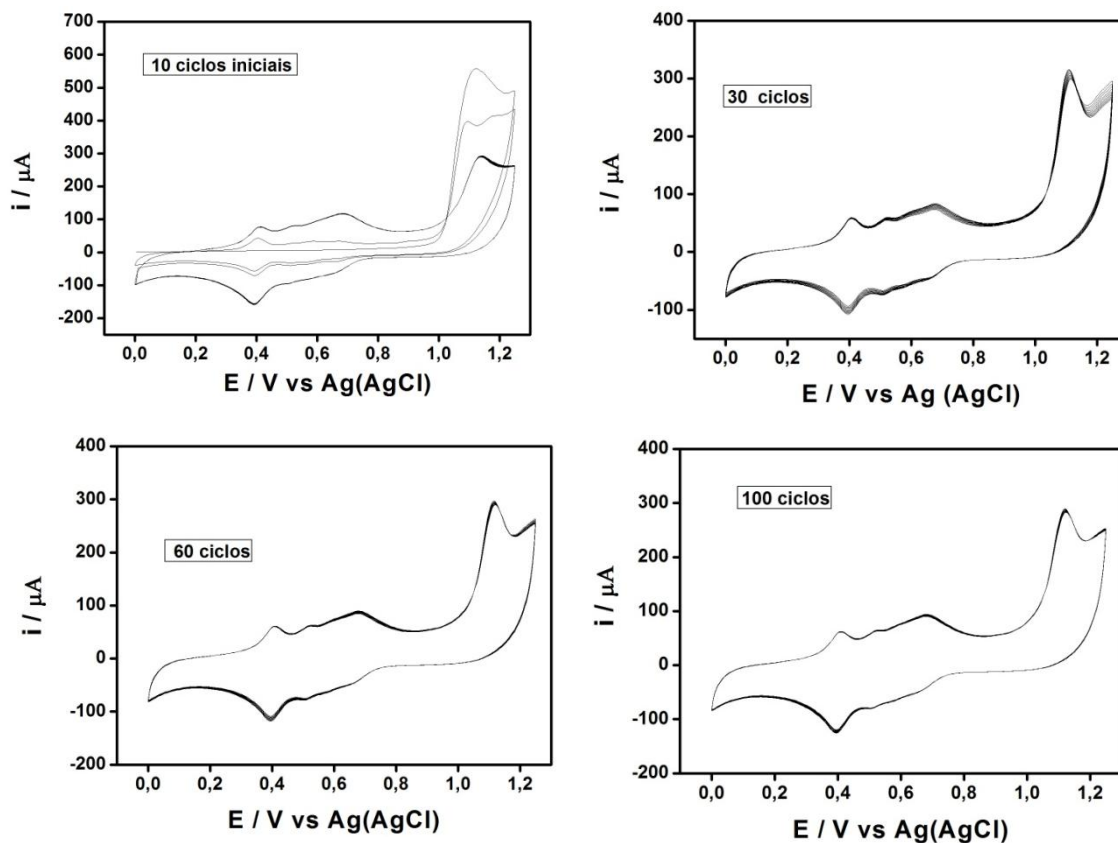 700
600
500
400
300
200
100
0
-100
-200
i / µA
10 ciclos iniciais
0,0 0,2 0,4 0,6 0,8 1,0 1,2
E / V vs Ag(AgCl)
400
300
200
100
0
-100
i / µA
30 ciclos
0,0 0,2 0,4 0,6 0,8 1,0 1,2
E / V vs Ag (AgCl)
400
300
200
100
0
-100
-200
i / µA
60 ciclos
0,0 0,2 0,4 0,6 0,8 1,0 1,2
E / V vs Ag(AgCl)
400
300
200
100
0
-100
-200
i / µA
100 ciclos
0,0 0,2 0,4 0,6 0,8 1,0 1,2
E / V vs Ag(AgCl)